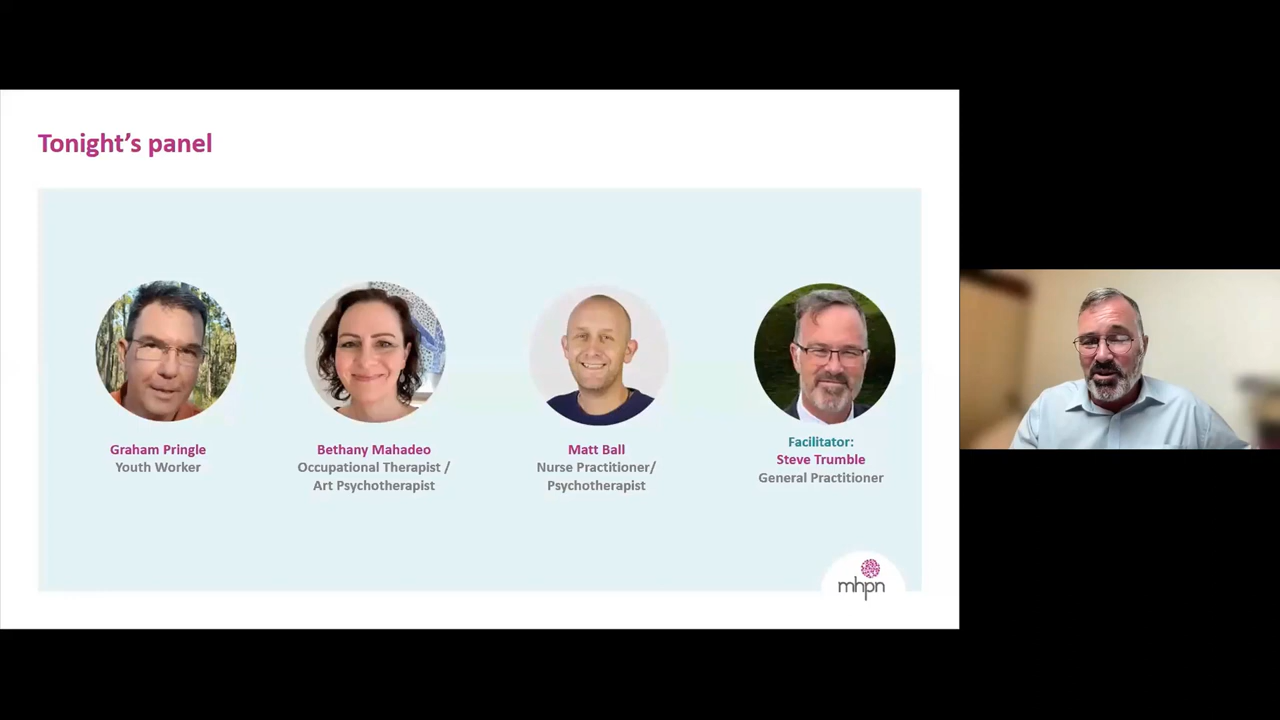 Tonight’s panel
Graham Pringle
Youth Worker
Bethany Mahadeo
Occupational Therapist /
Art Psychotherapist
Matt Ball
Nurse Practitioner/
Psychotherapist
Facilitator:
Steve Trumble
General Practitioner
mhpn